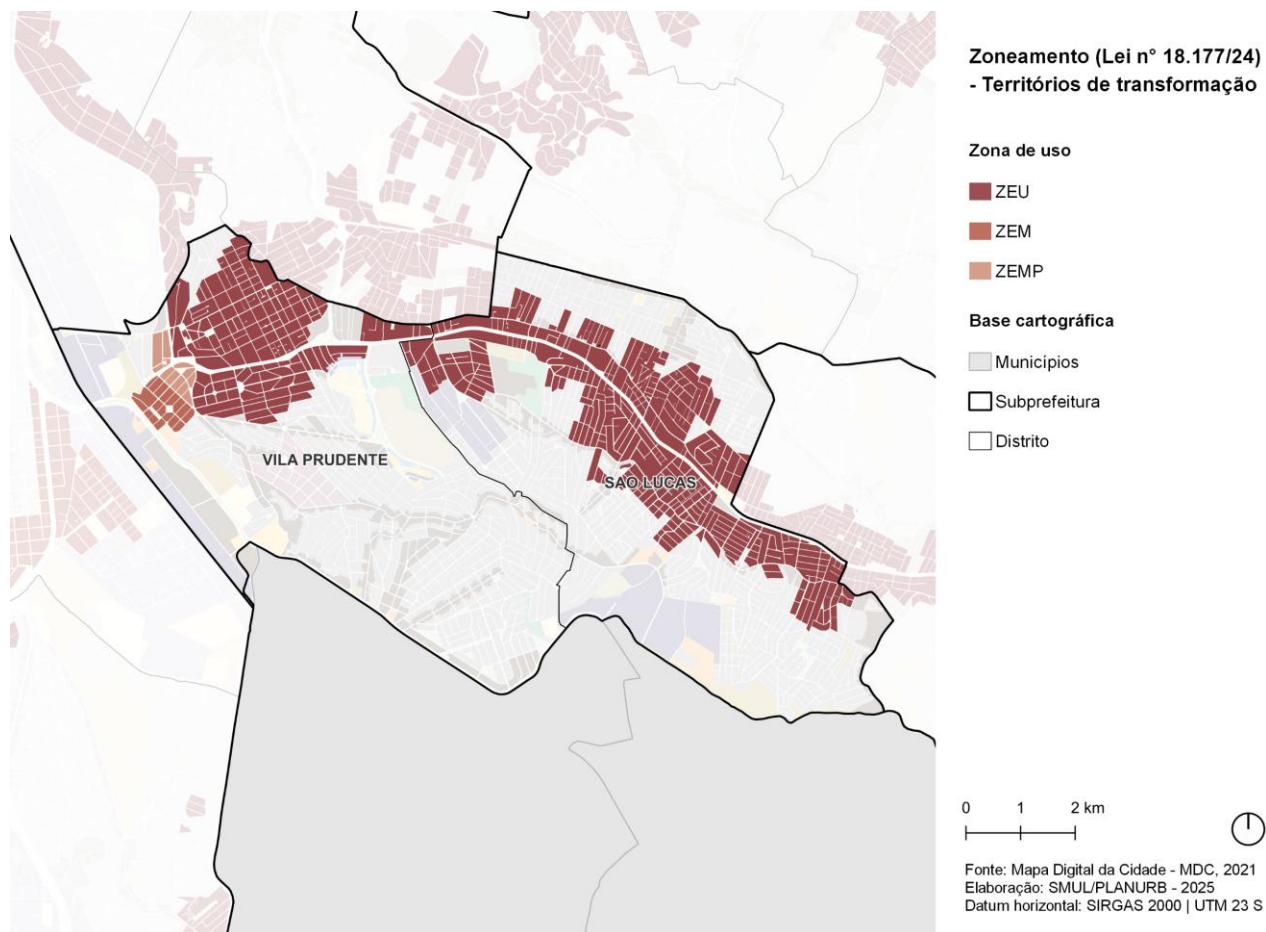 Zoneamento (Lei n° 18.177/24)
- Territórios de transformação
Zona de uso
ZEU
ZEM
ZEMP
Base cartográfica
Municípios
Subprefeitura
Distrito
VILA PRUDENTE
SAO LUCAS
0 1 2 km
Fonte: Mapa Digital da Cidade - MDC, 2021
Elaboração: SMUL/PLANURB - 2025
Datum horizontal: SIRGAS 2000 | UTM 23 S